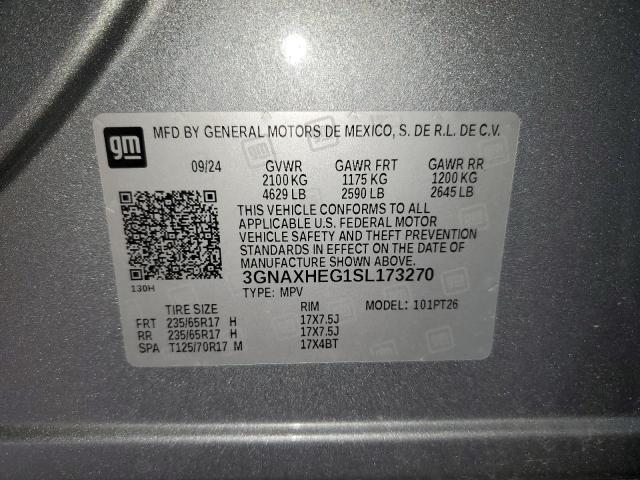 gm
MFD BY GENERAL MOTORS DE MEXICO, S. DE R.L. DE C.V.
09/24 GVWR GAWR FRT GAWR RR
2100 KG 1175 KG 1200 KG
4629 LB 2590 LB 2645 LB
THIS VEHICLE CONFORMS TO ALL
APPLICABLE U.S. FEDERAL MOTOR
VEHICLE SAFETY AND THEFT PREVENTION
STANDARDS IN EFFECT ON THE DATE OF
MANUFACTURE SHOWN ABOVE.
3GNAXHEG1SL173270
130H
TYPE: MPV
TIRE SIZE RIM MODEL: 101PT26
FRT 235/65R17 H 17X7.5J
RR 235/65R17 H 17X7.5J
SPA T125/70R17 M 17X4BT